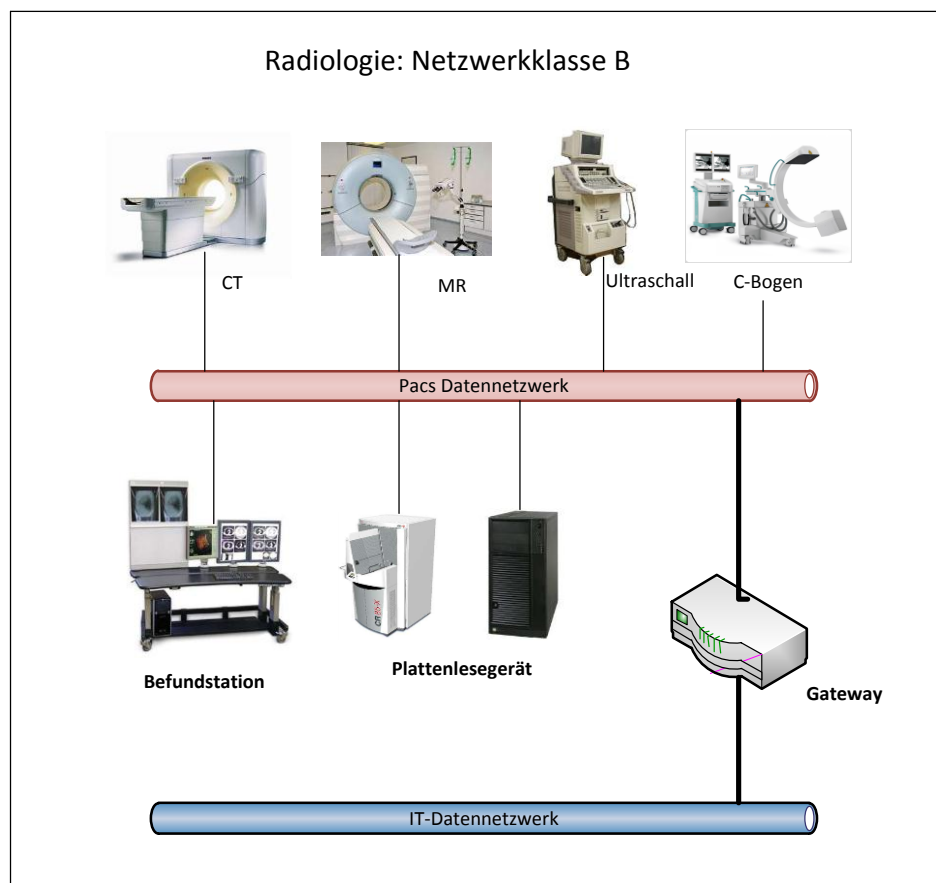 Radiologie: Netzwerkklasse B
CT
MR
Ultraschall
C-Bogen
Pacs Datennetzwerk
Befundstation
Plattenlesegerät
Gateway
IT-Datennetzwerk